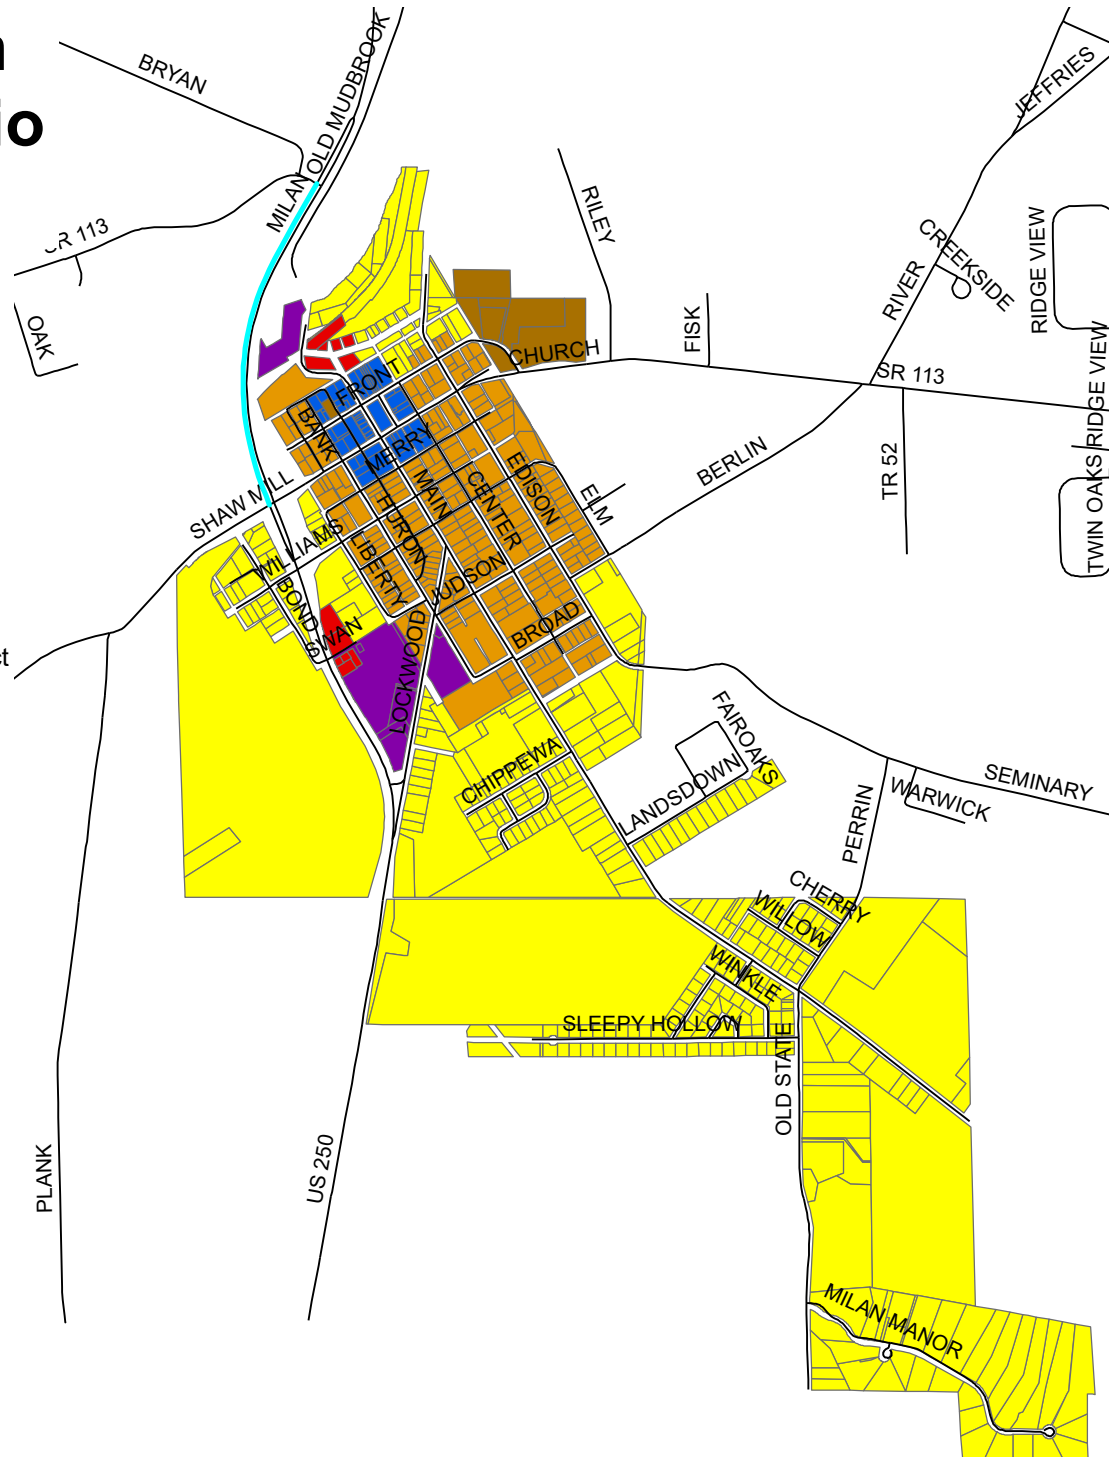 n
io
BRYAN
OLD MUDBROOK
MILAN
JEFFRIES
SR 113
RILEY
CREEKSIDE
RIDGE VIEW
RIVER
OAK
FISK
CHURCH
SR 113
FRONT
BANK
MERRY
RIDGE VIEW
TR 52
BERLIN
EDISON
CENTER
MAIN
ELM
SHAW MILL
HURON
TWIN OAKS
WILLIAMS
LIBERTY
JUDSON
BOND
BROAD
SWAN
LOCKWOOD
ct
FAIROAKS
CHIPPEWA
LANDSDOWN
SEMINARY
WARWICK
PERRIN
CHERRY
WILLOW
WINKLE
SLEEPY HOLLOW
OLD STATE
PLANK
US 250
MILAN MANOR